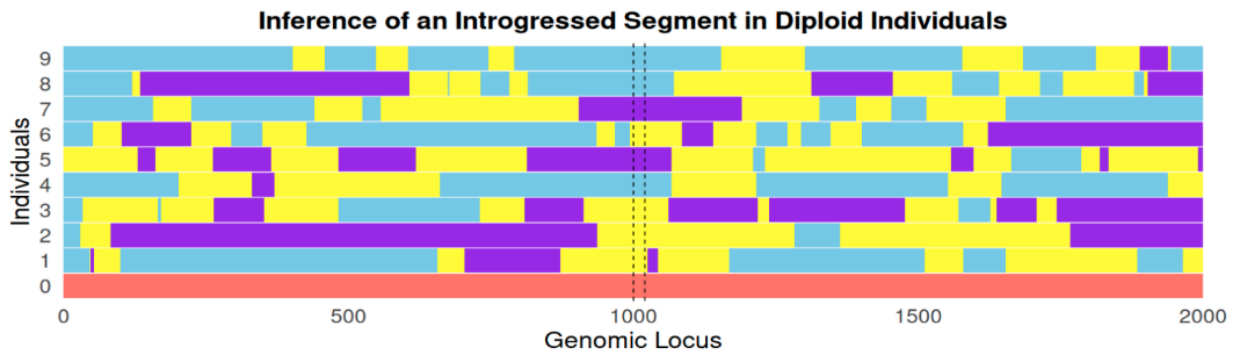 Inference of an Introgressed Segment in Diploid Individuals
Individuals
9
8
7
6
5
4
3
2
1
0
0 500 1000 1500 2000
Genomic Locus